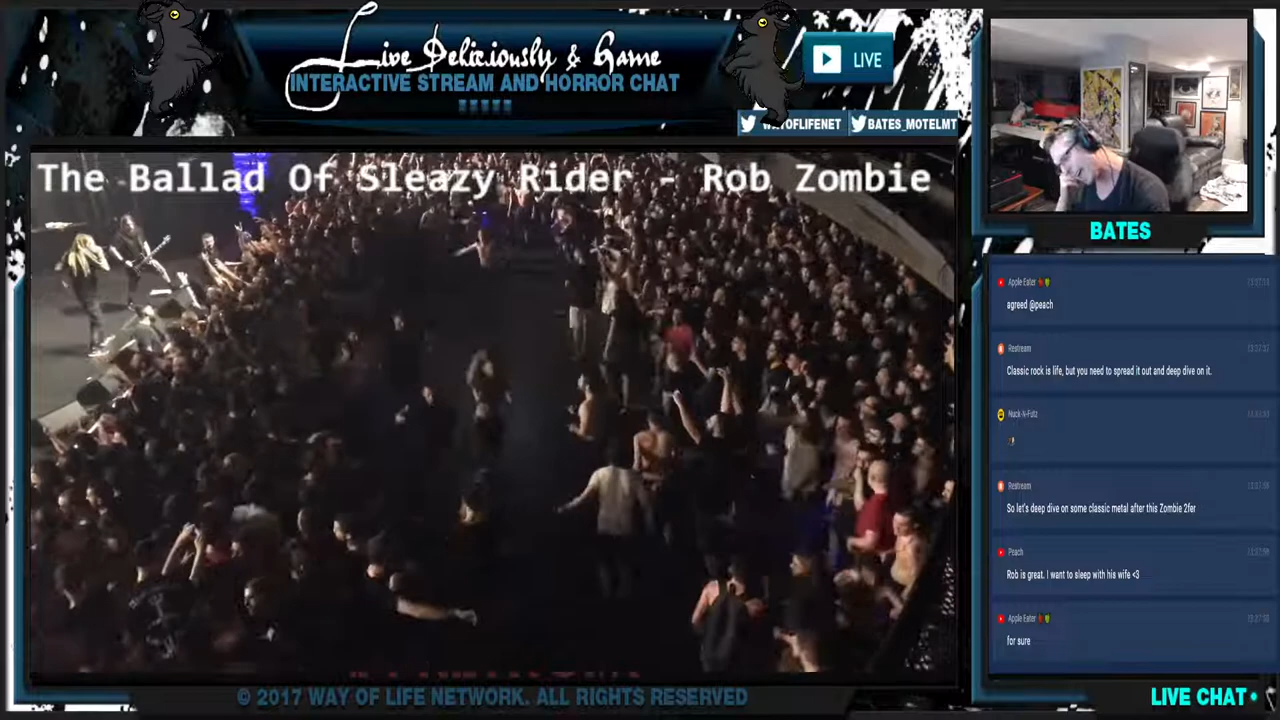 Live Deliciously & Game
INTERACTIVE STREAM AND HORROR CHAT
LIVE
WAYOFLIFENET
BATES_MOTELMT
The Ballad Of Sleazy Rider - Rob Zombie
BATES
Apple Eater
agreed @peach
Restream
Classic rock is life, but you need to spread it out and deep dive on it.
Nuck-N-Futz
Restream
So let's deep dive on some classic metal after this Zombie 2fer
Peach
Rob is great. I want to sleep with his wife <3
Apple Eater
for sure
© 2017 WAY OF LIFE NETWORK. ALL RIGHTS RESERVED
LIVE CHAT